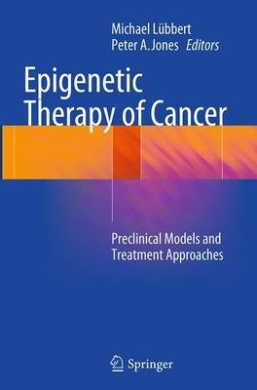 Michael Lübbert
Peter A. Jones Editors
Epigenetic
Therapy of Cancer
Preclinical Models and
Treatment Approaches
Springer